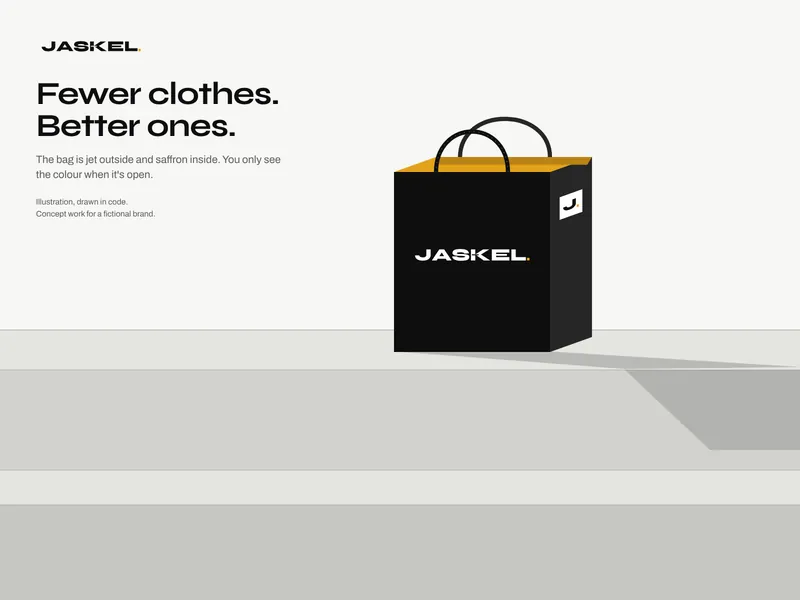 JASKEL.
Fewer clothes.
Better ones.
The bag is jet outside and saffron inside. You only see
the colour when it's open.
Illustration, drawn in code.
Concept work for a fictional brand.
J.
JASKEL.